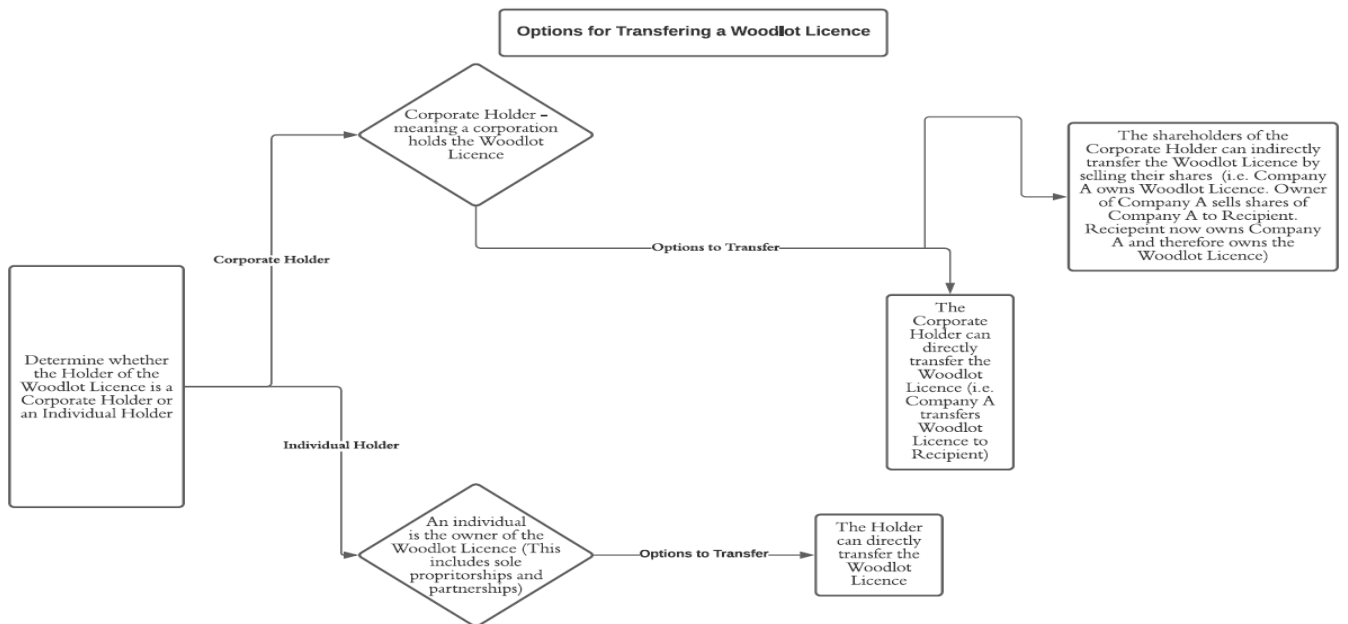 Options for Transfering a Woodlot Licence
Corporate Holder –
meaning a corporation
holds the Woodlot
Licence
The shareholders of the
Corporate Holder can indirectly
transfer the Woodlot Licence by
selling their shares (i.e. Company
A owns Woodlot Licence. Owner
of Company A sells shares of
Company A to Recipient.
Reciepeint now owns Company
A and therefore owns the
Woodlot Licence)
Options to Transfer
Corporate Holder
The
Corporate
Holder can
directly
transfer the
Woodlot
Licence (i.e.
Company A
transfers
Woodlot
Licence to
Recipient)
Determine whether
the Holder of the
Woodlot Licence is a
Corporate Holder or
an Individual Holder
Individual Holder
An individual
is the owner of the
Woodlot Licence (This
includes sole
propritorships and
partnerships)
Options to Transfer
The Holder
can directly
transfer the
Woodlot
Licence